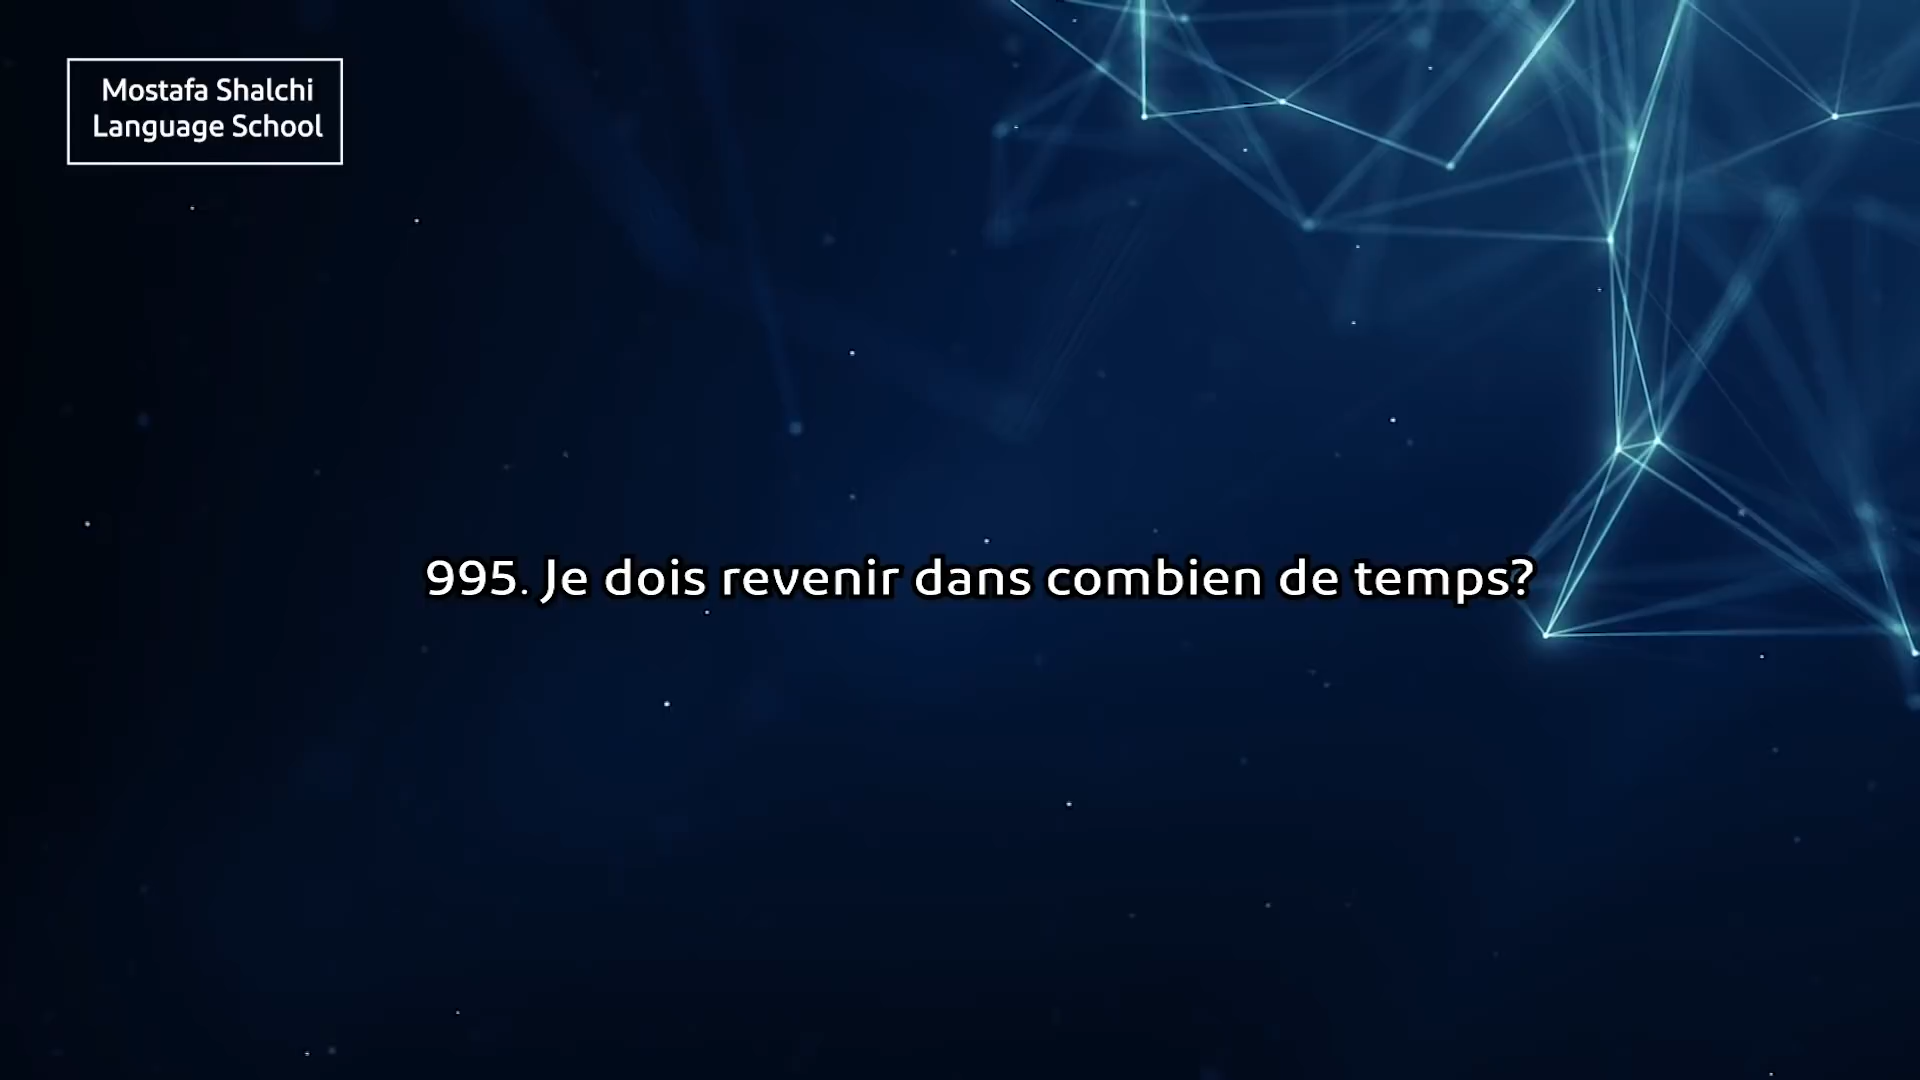 Mostafa Shalchi
Language School
995. Je dois revenir dans combien de temps?